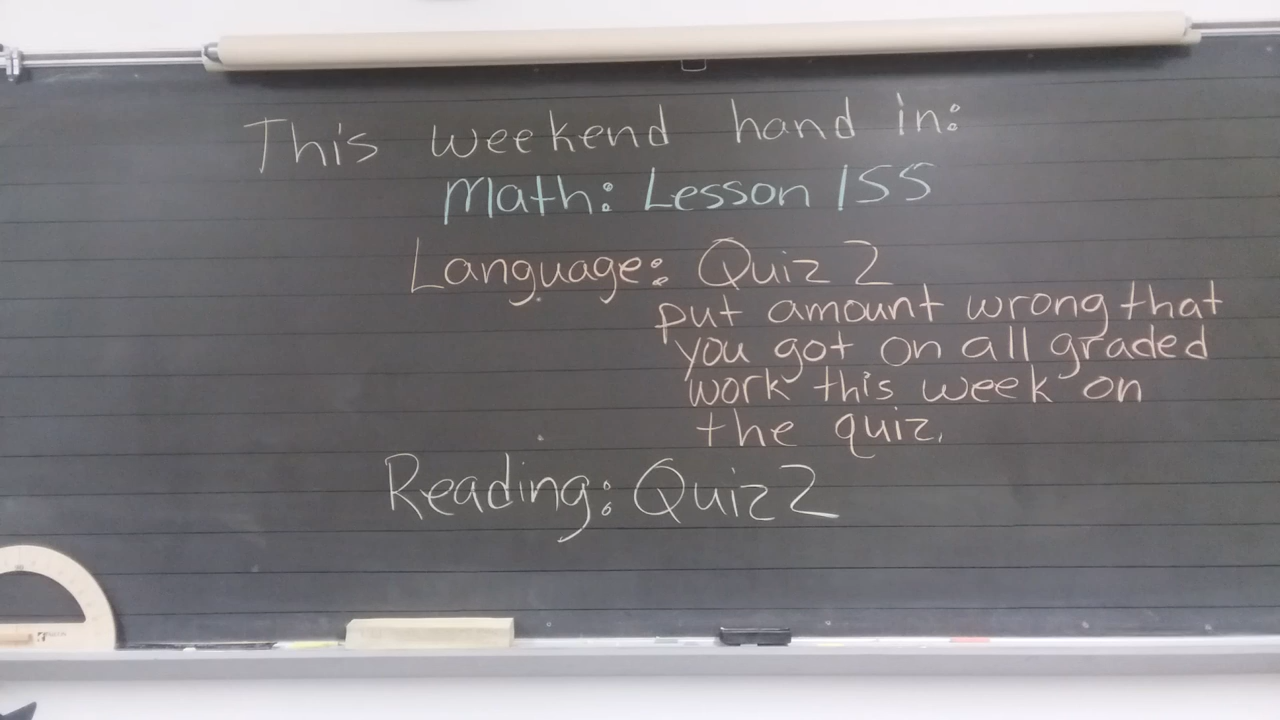 This weekend hand in:
Math: Lesson 155
Language: Quiz 2
put amount wrong that
you got on all graded
work this week on
the quiz.
Reading: Quiz 2